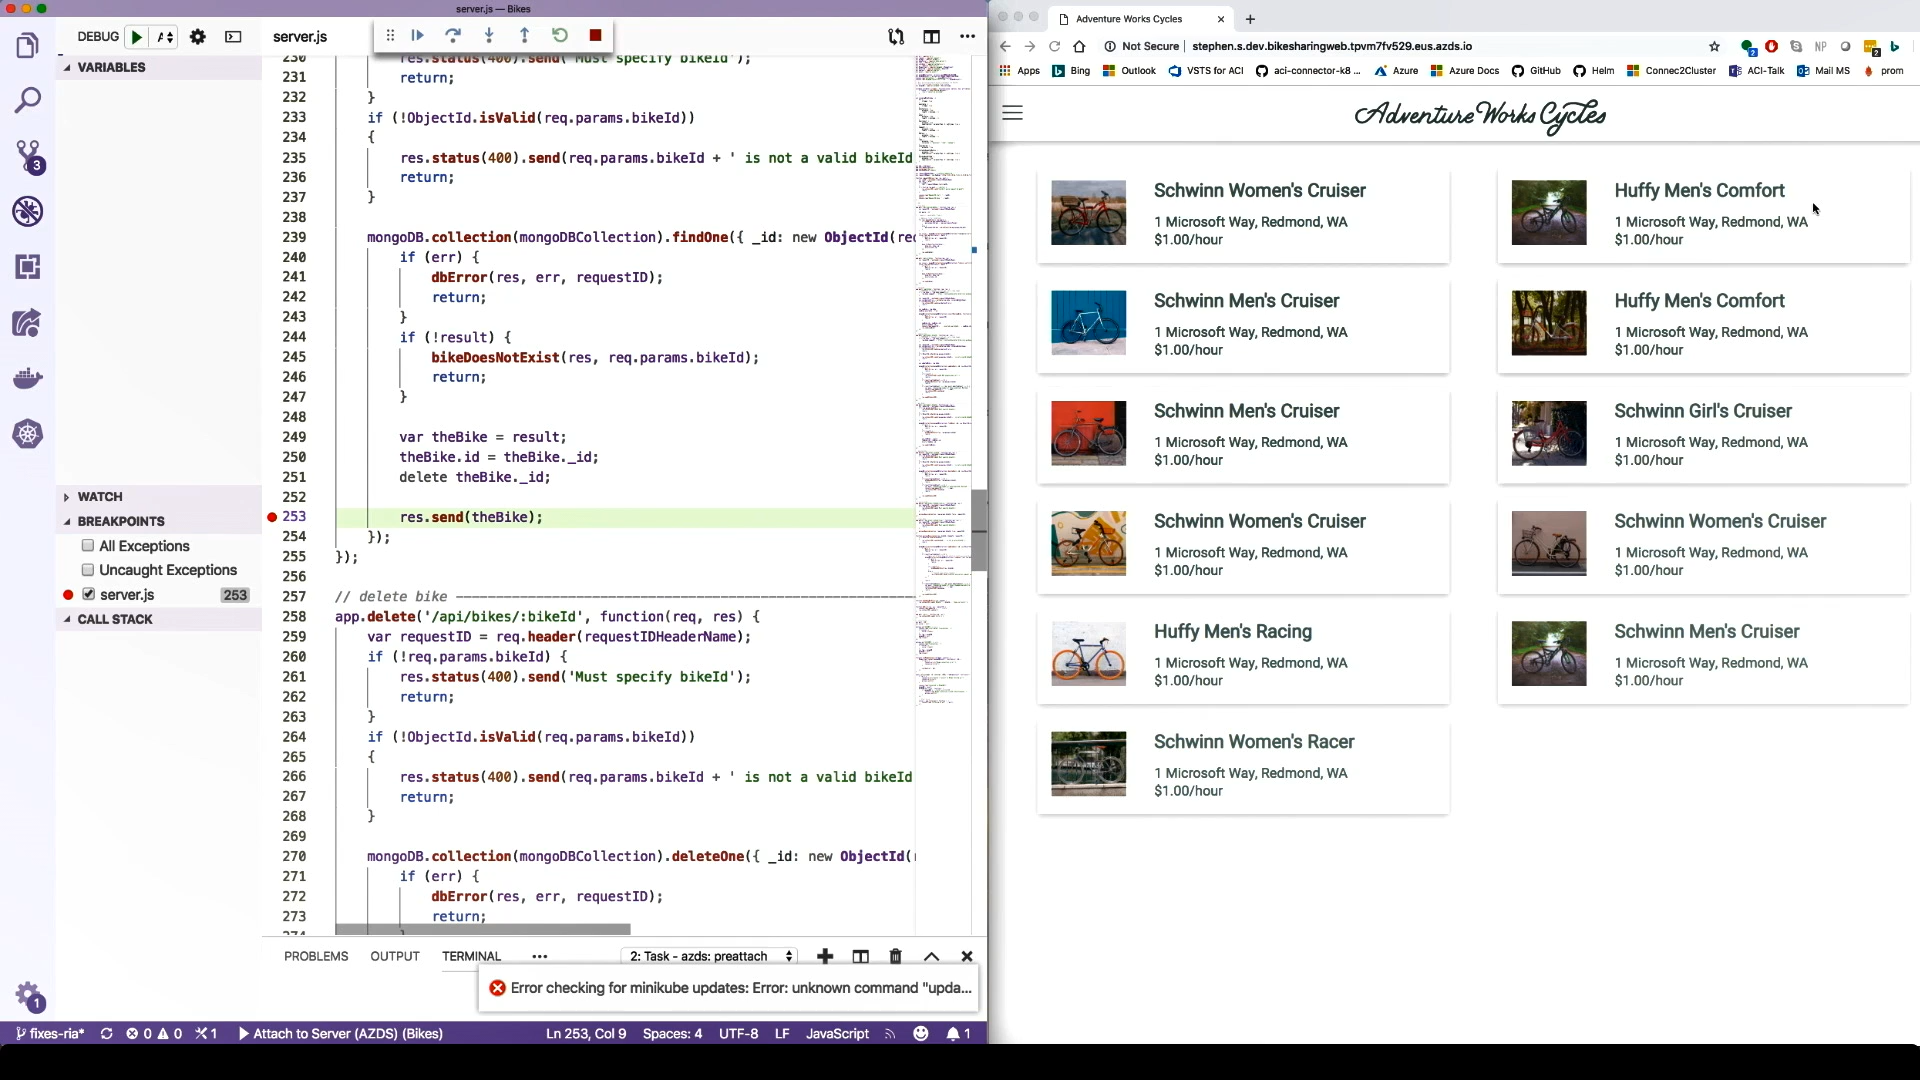 server.js — Bikes
DEBUG
server.js
VARIABLES
WATCH
BREAKPOINTS
All Exceptions
Uncaught Exceptions
server.js 253
CALL STACK
3
1
230 res.status(400).send('Must specify bikeId');
231 return;
232 }
233 if (!ObjectId.isValid(req.params.bikeId))
234 {
235 res.status(400).send(req.params.bikeId + ' is not a valid bikeId
236 return;
237 }
238
239 mongoDB.collection(mongoDBCollection).findOne({ _id: new ObjectId(re
240 if (err) {
241 dbError(res, err, requestID);
242 return;
243 }
244 if (!result) {
245 bikeDoesNotExist(res, req.params.bikeId);
246 return;
247 }
248
249 var theBike = result;
250 theBike.id = theBike._id;
251 delete theBike._id;
252
253 res.send(theBike);
254 });
255 });
256
257 // delete bike
258 app.delete('/api/bikes/:bikeId', function(req, res) {
259 var requestID = req.header(requestIDHeaderName);
260 if (!req.params.bikeId) {
261 res.status(400).send('Must specify bikeId');
262 return;
263 }
264 if (!ObjectId.isValid(req.params.bikeId))
265 {
266 res.status(400).send(req.params.bikeId + ' is not a valid bikeId
267 return;
268 }
269
270 mongoDB.collection(mongoDBCollection).deleteOne({ _id: new ObjectId(
271 if (err) {
272 dbError(res, err, requestID);
273 return;
274 }
PROBLEMS OUTPUT TERMINAL ••• 2: Task - azds: preattach
Error checking for minikube updates: Error: unknown command "upda...
fixes-ria* 0 0 1 Attach to Server (AZDS) (Bikes) Ln 253, Col 9 Spaces: 4 UTF-8 LF JavaScript 1
Adventure Works Cycles
Not Secure stephen.s.dev.bikesharingweb.tpvm7fv529.eus.azds.io
Apps Bing Outlook VSTS for ACI aci-connector-k8 ... Azure Azure Docs GitHub Helm Connec2Cluster ACI-Talk Mail MS prom
Adventure Works Cycles
Schwinn Women's Cruiser
1 Microsoft Way, Redmond, WA
$1.00/hour
Huffy Men's Comfort
1 Microsoft Way, Redmond, WA
$1.00/hour
Schwinn Men's Cruiser
1 Microsoft Way, Redmond, WA
$1.00/hour
Huffy Men's Comfort
1 Microsoft Way, Redmond, WA
$1.00/hour
Schwinn Men's Cruiser
1 Microsoft Way, Redmond, WA
$1.00/hour
Schwinn Girl's Cruiser
1 Microsoft Way, Redmond, WA
$1.00/hour
Schwinn Women's Cruiser
1 Microsoft Way, Redmond, WA
$1.00/hour
Schwinn Women's Cruiser
1 Microsoft Way, Redmond, WA
$1.00/hour
Huffy Men's Racing
1 Microsoft Way, Redmond, WA
$1.00/hour
Schwinn Men's Cruiser
1 Microsoft Way, Redmond, WA
$1.00/hour
Schwinn Women's Racer
1 Microsoft Way, Redmond, WA
$1.00/hour